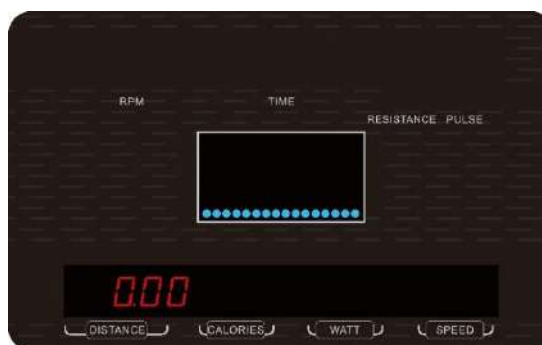 RPM TIME
RESISTANCE PULSE
0.00
DISTANCE CALORIES WATT SPEED